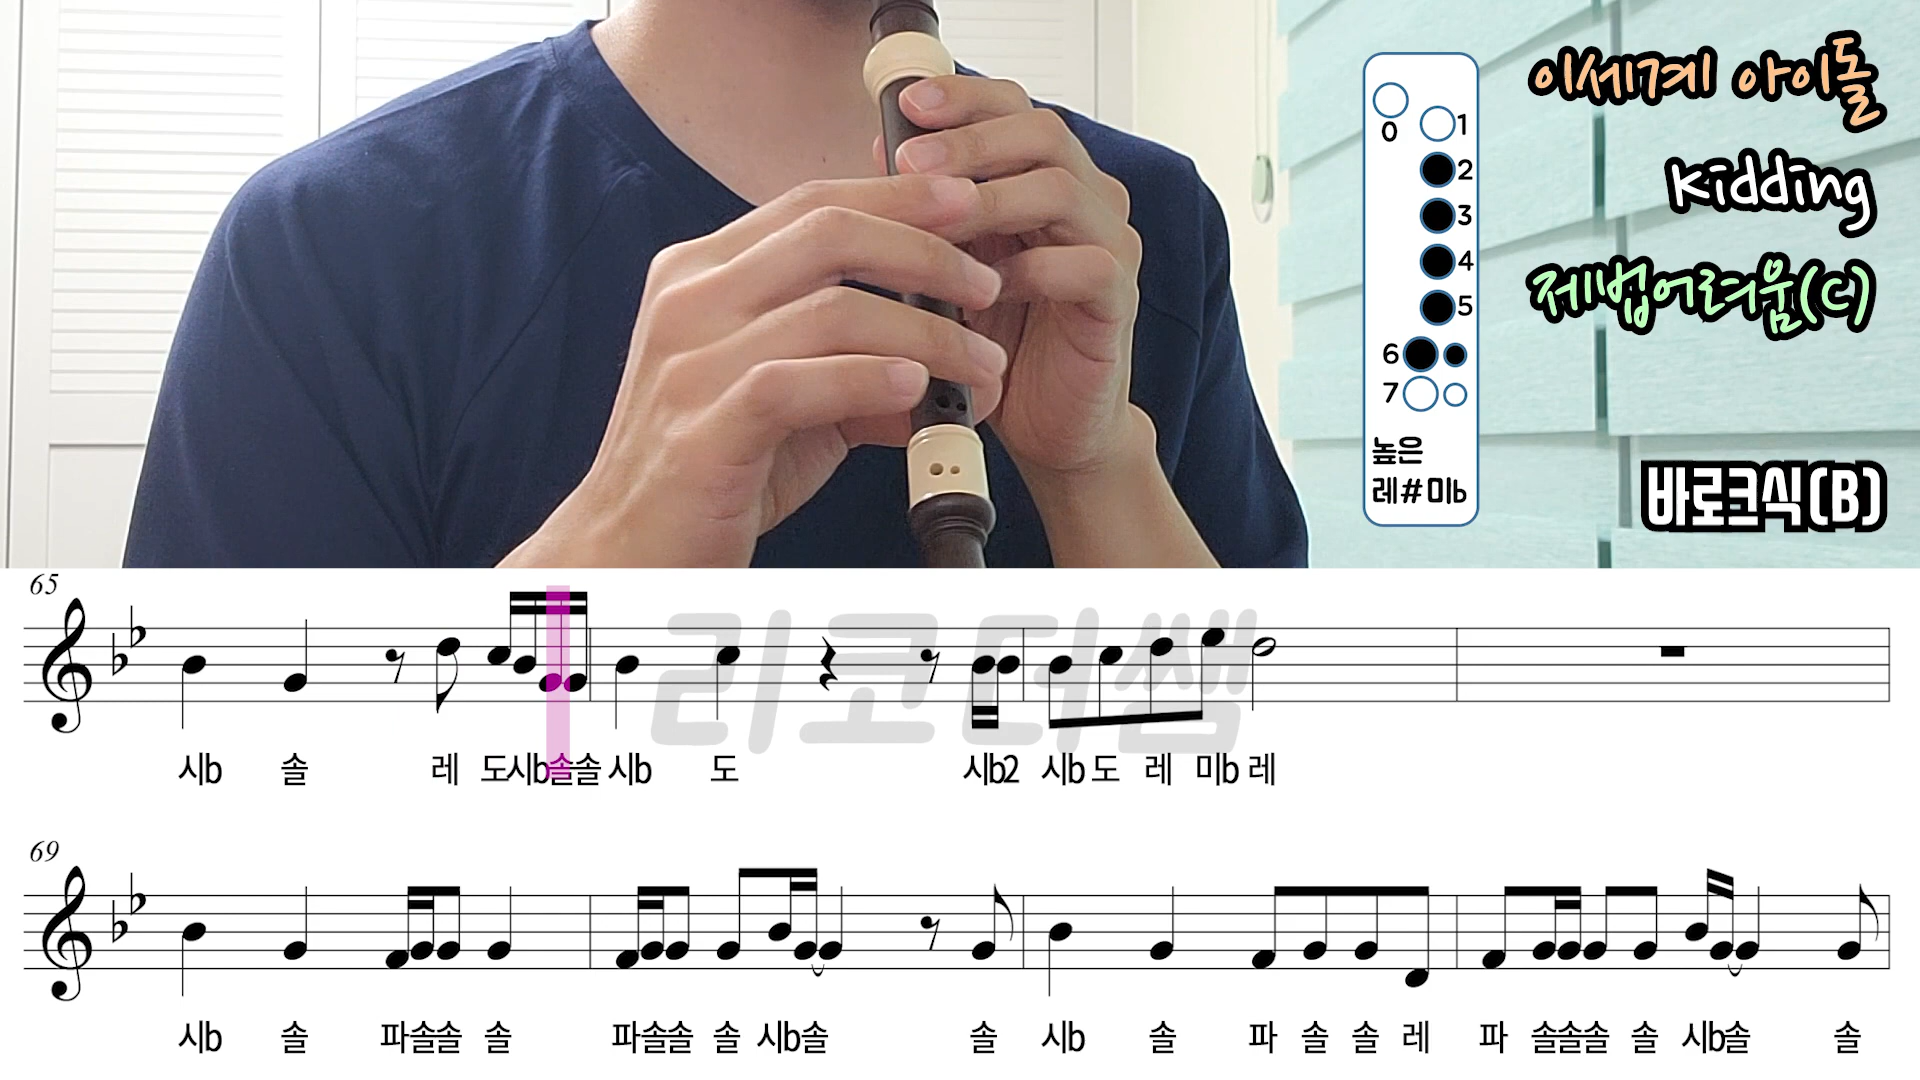 이세계 아이돌
Kidding
제법어려움(C)
바로크식(B)
0
1
2
3
4
5
6
7
높은
레# 미b
리코더쌤
65
시b 솔 레 도시b솔솔 시b 도 시b2 시b 도 레 미b 레
69
시b 솔 파솔솔 솔 파솔솔 솔 시b솔 솔 시b 솔 파 솔 솔 레 파 솔솔솔 솔 시b솔 솔